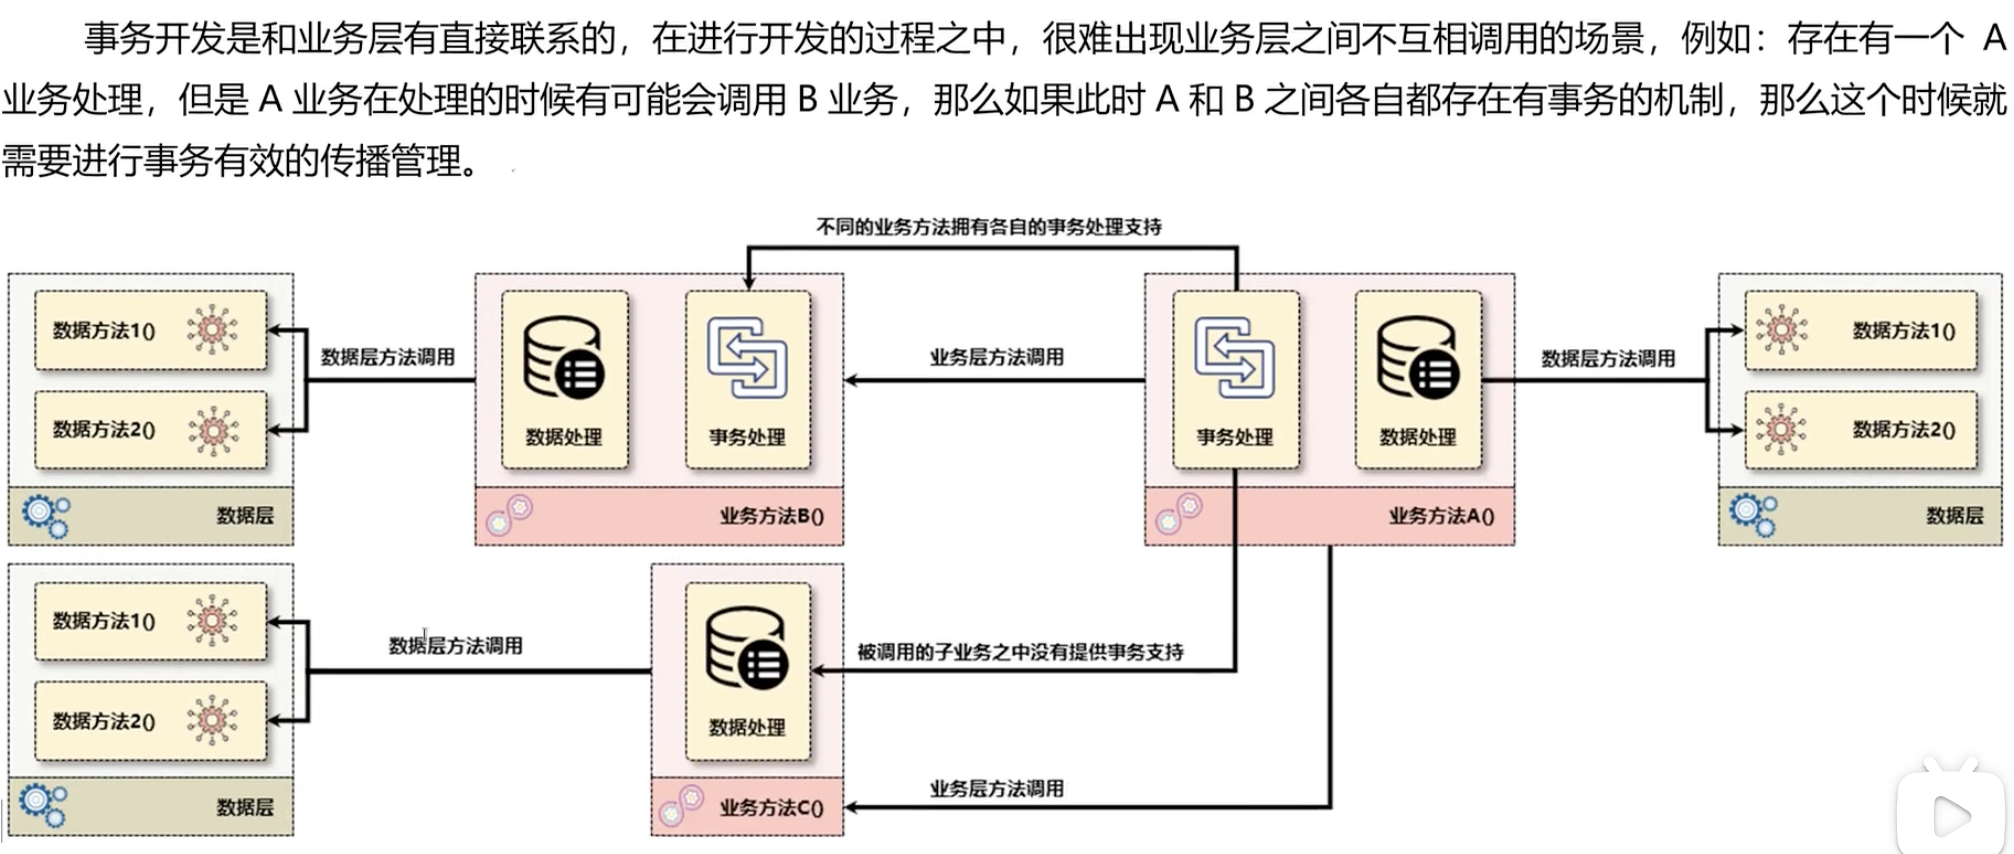 事务开发是和业务层有直接联系的，在进行开发的过程之中，很难出现业务层之间不互相调用的场景，例如：存在有一个 A
业务处理，但是 A 业务在处理的时候有可能会调用 B 业务，那么如果此时 A 和 B 之间各自都存在有事务的机制，那么这个时候就
需要进行事务有效的传播管理。
不同的业务方法拥有各自的事务处理支持
数据方法1()
数据方法2()
数据层
数据层方法调用
数据处理
事务处理
业务方法B()
业务层方法调用
事务处理
数据处理
业务方法A()
数据层方法调用
数据方法1()
数据方法2()
数据层
数据方法1()
数据方法2()
数据层
数据层方法调用
数据处理
业务方法C()
被调用的子业务之中没有提供事务支持
业务层方法调用